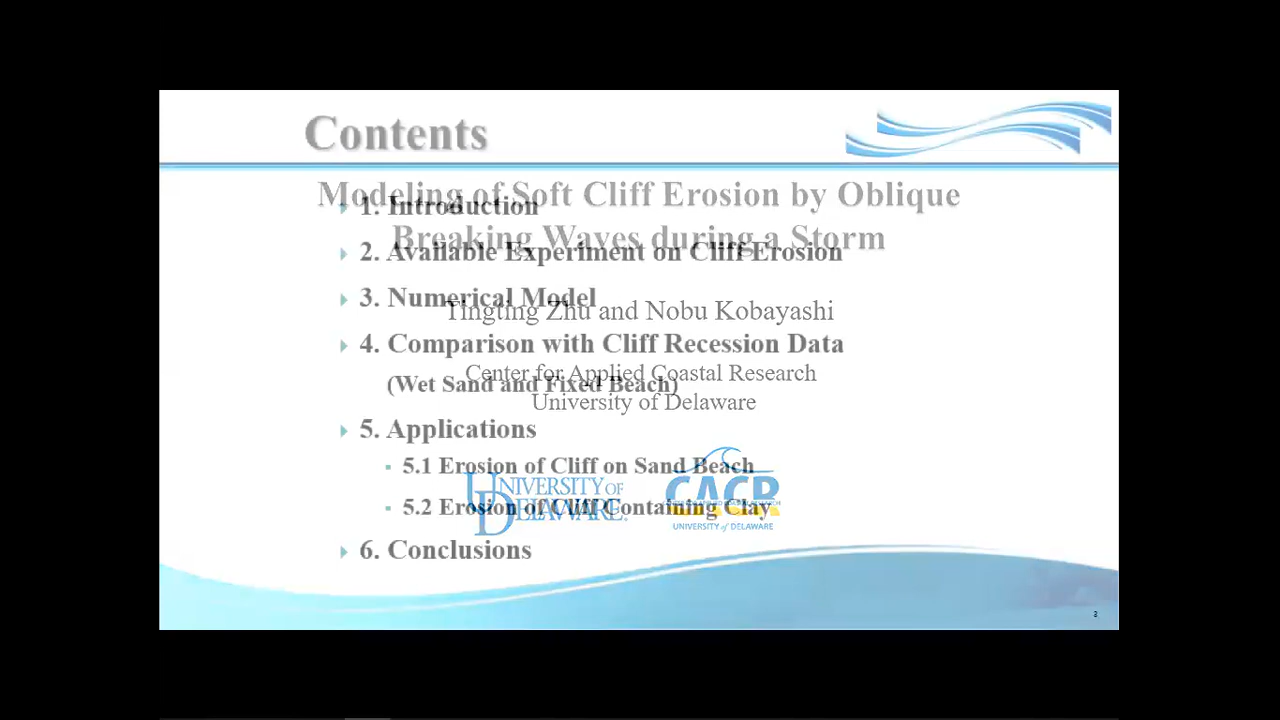 Contents
Modeling of Soft Cliff Erosion by Oblique
Breaking Waves during a Storm
Tingting Zhu and Nobu Kobayashi
Center for Applied Coastal Research
University of Delaware
1. Introduction
2. Available Experiment on Cliff Erosion
3. Numerical Model
4. Comparison with Cliff Recession Data
(Wet Sand and Fixed Beach)
5. Applications
5.1 Erosion of Cliff on Sand Beach
5.2 Erosion of Cliff Containing Clay
6. Conclusions
UNIVERSITY OF
DELAWARE.
CACR
UNIVERSITY of DELAWARE
2